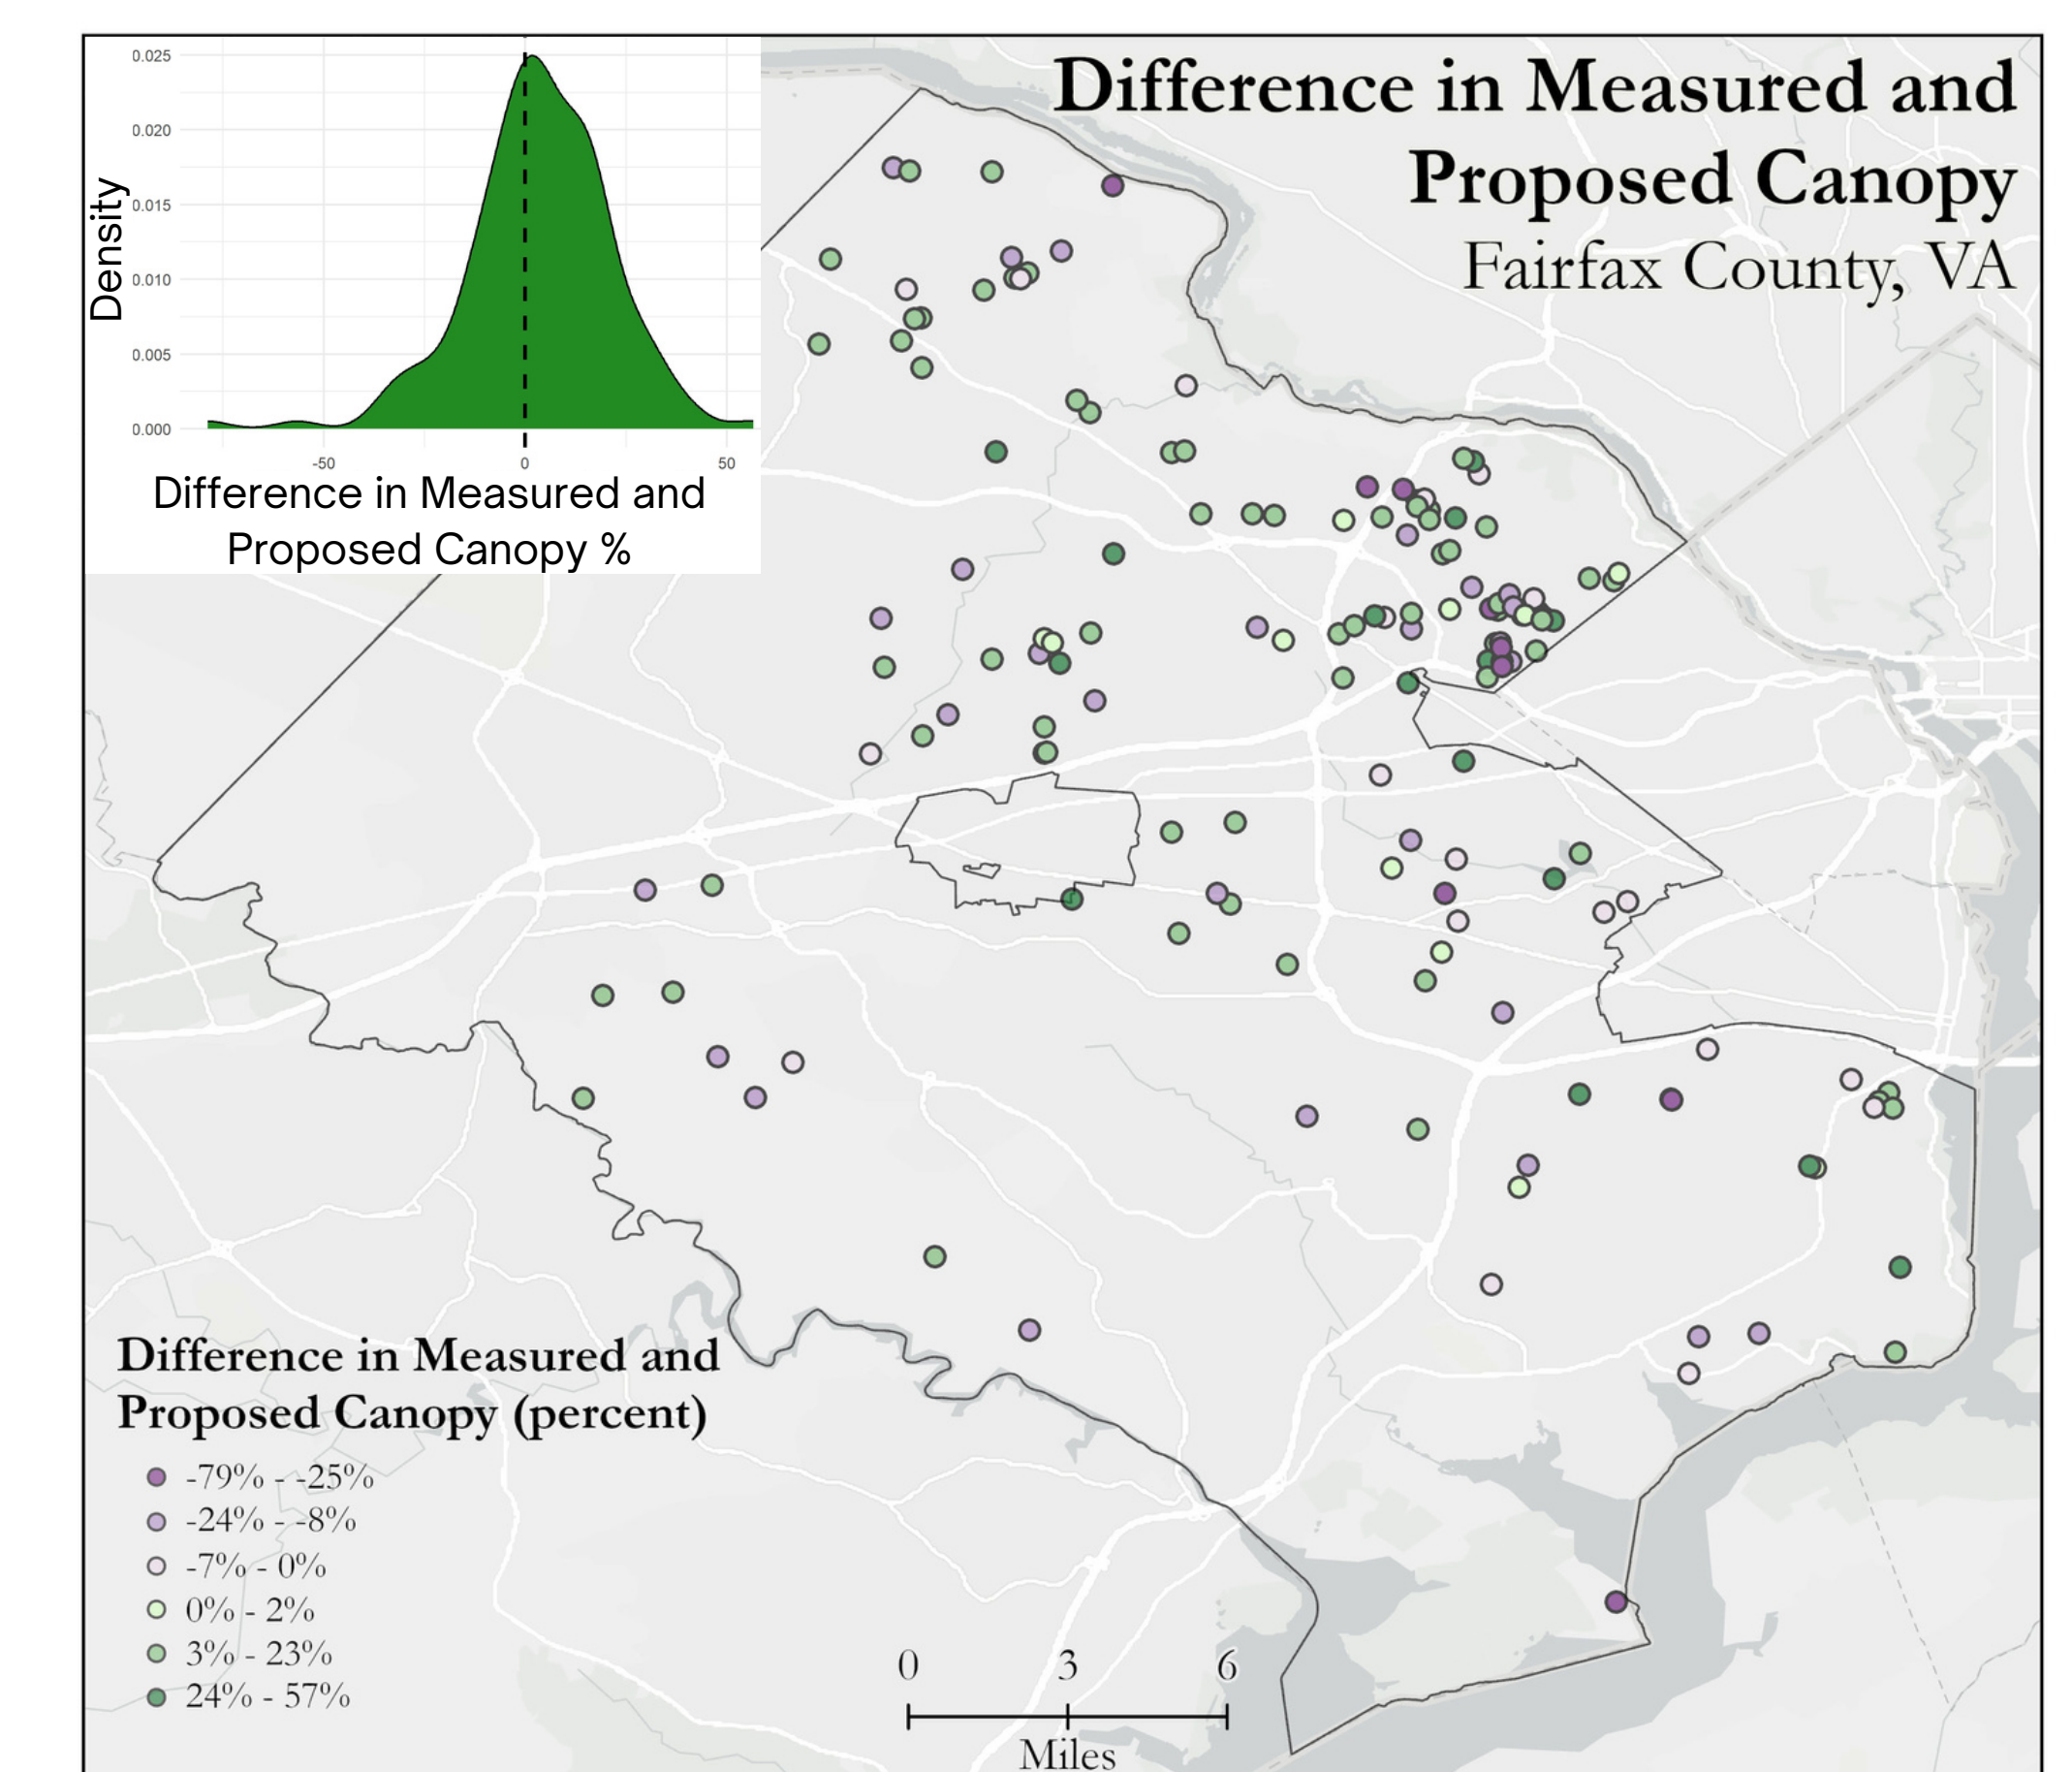 Difference in Measured and
Proposed Canopy
Fairfax County, VA
Density
0.025
0.020
0.015
0.010
0.005
0.000
-50 0 50
Difference in Measured and
Proposed Canopy %
Difference in Measured and
Proposed Canopy (percent)
-79% - -25%
-24% - -8%
-7% - 0%
0% - 2%
3% - 23%
24% - 57%
0 3 6
Miles